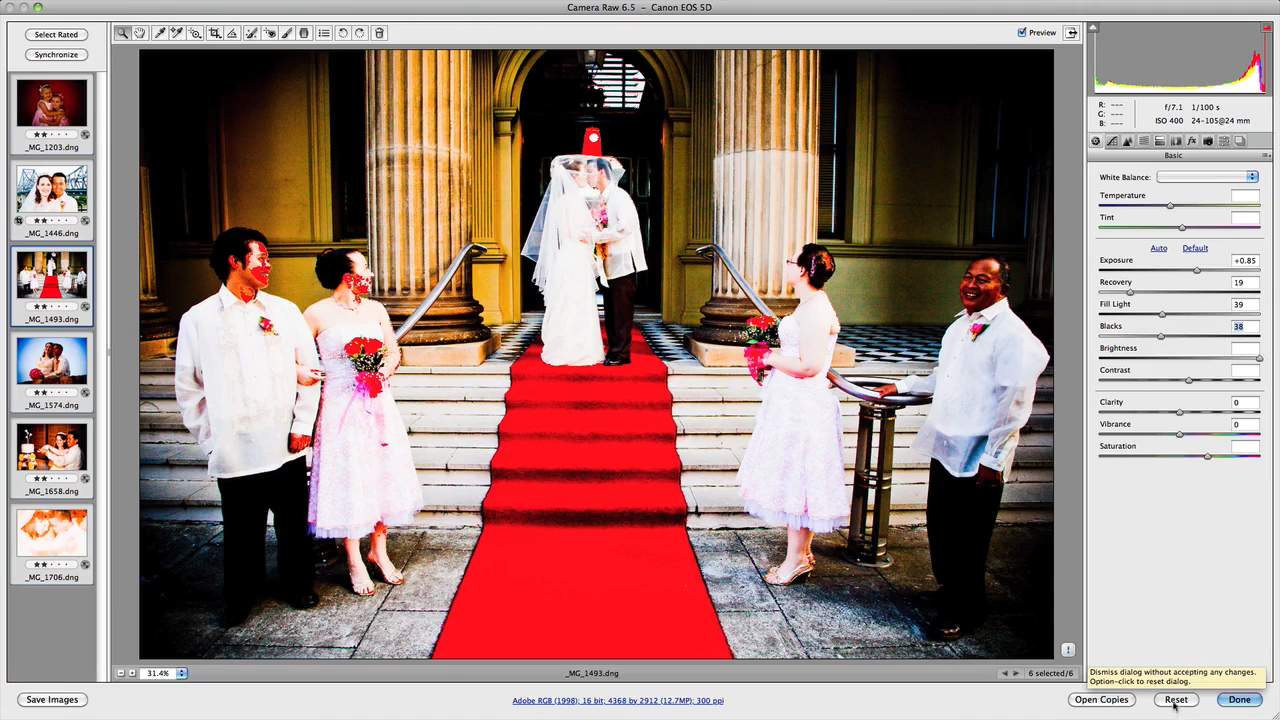 Camera Raw 6.5 – Canon EOS 5D
Select Rated
Synchronize
Preview
_MG_1203.dng
_MG_1446.dng
_MG_1493.dng
_MG_1574.dng
_MG_1658.dng
_MG_1706.dng
R: ---
G: ---
B: ---
f/7.1 1/100 s
ISO 400 24-105@24 mm
Basic
White Balance:
Temperature
Tint
Auto Default
Exposure +0.85
Recovery 19
Fill Light 39
Blacks 38
Brightness
Contrast
Clarity 0
Vibrance 0
Saturation
31.4%
_MG_1493.dng
6 selected/6
Dismiss dialog without accepting any changes.
Option-click to reset dialog.
Save Images
Adobe RGB (1998); 16 bit; 4368 by 2912 (12.7MP); 300 ppi
Open Copies
Reset
Done